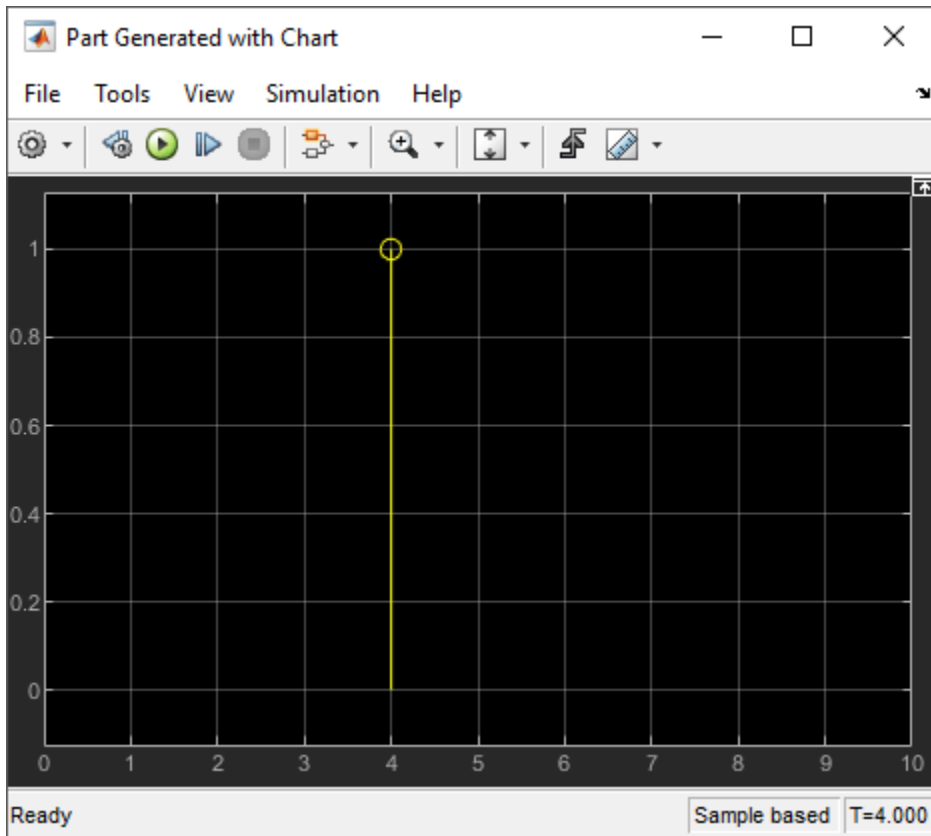 Part Generated with Chart
File Tools View Simulation Help
1
0.8
0.6
0.4
0.2
0
0 1 2 3 4 5 6 7 8 9 10
Ready Sample based T=4.000